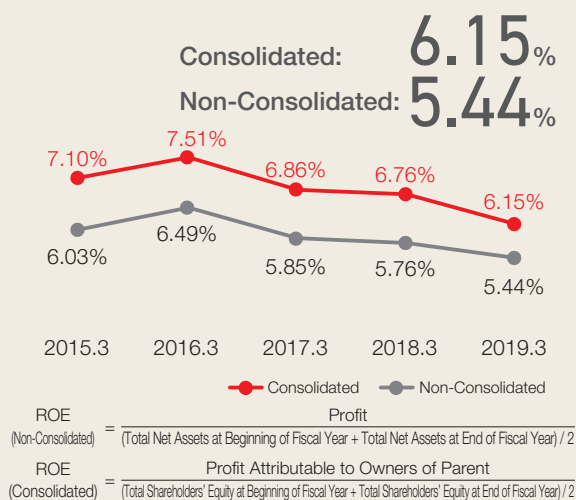 Consolidated: 6.15%
Non-Consolidated: 5.44%
7.10% 7.51% 6.86% 6.76% 6.15%
6.03% 6.49% 5.85% 5.76% 5.44%
2015.3 2016.3 2017.3 2018.3 2019.3
Consolidated Non-Consolidated
ROE
(Non-Consolidated) =
Profit
(Total Net Assets at Beginning of Fiscal Year + Total Net Assets at End of Fiscal Year) / 2
ROE
(Consolidated) =
Profit Attributable to Owners of Parent
(Total Shareholders' Equity at Beginning of Fiscal Year + Total Shareholders' Equity at End of Fiscal Year) / 2